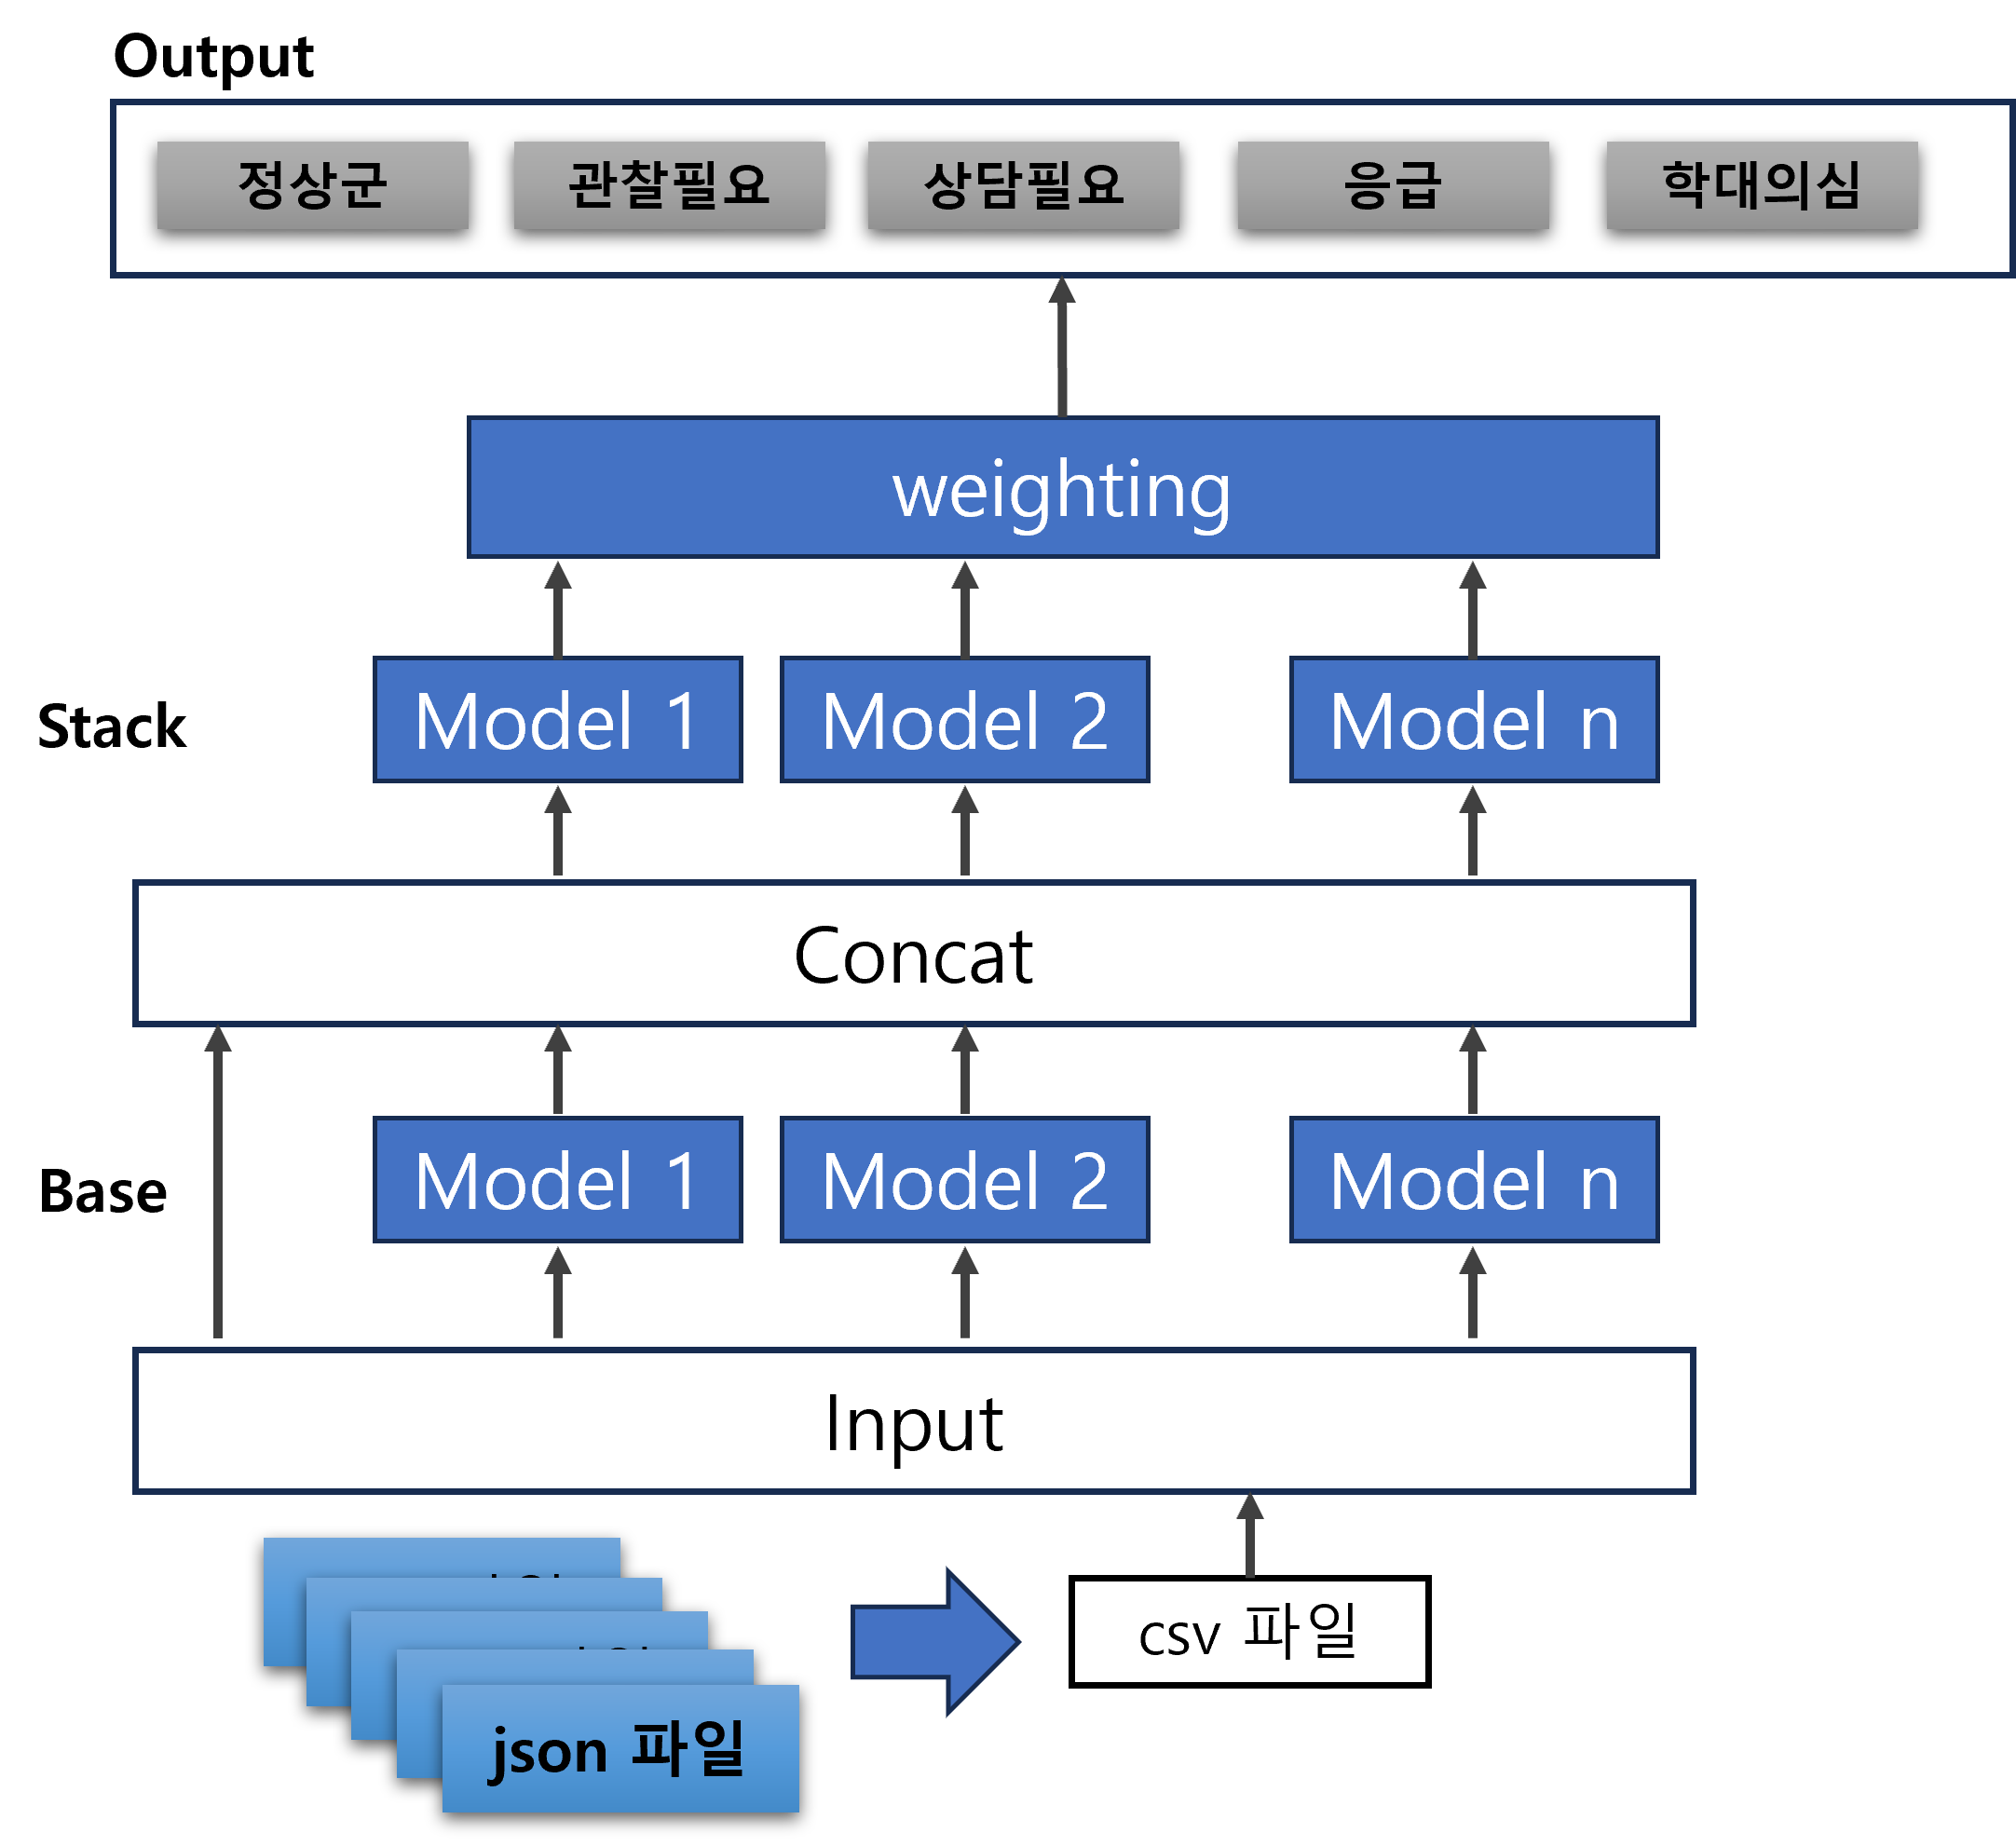 Output
정상군
관찰필요
상담필요
응급
학대의심
weighting
Stack
Model 1
Model 2
Model n
Concat
Base
Model 1
Model 2
Model n
Input
json 파일
csv 파일